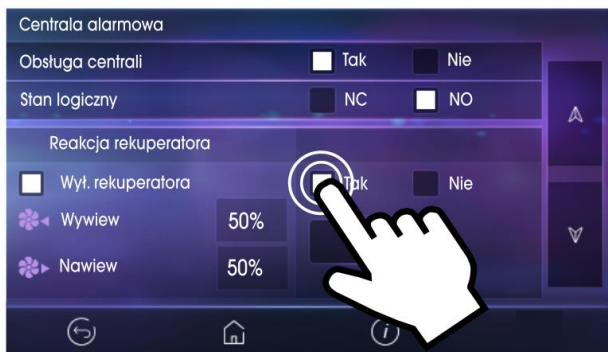 Centrala alarmowa
Obsługa centrali Tak Nie
Stan logiczny NC NO
Reakcja rekuperatora
Wył. rekuperatora Tak Nie
Wywiew 50%
Nawiew 50%
i